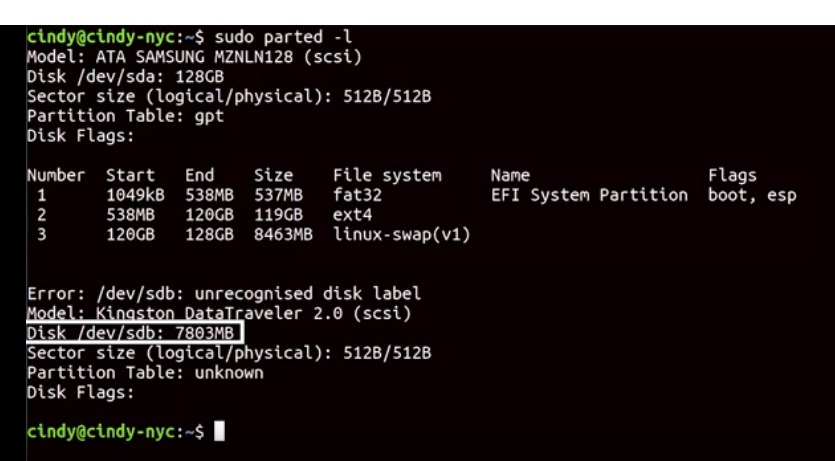 cindy@cindy-nyc:~$ sudo parted -l
Model: ATA SAMSUNG MZNLN128 (scsi)
Disk /dev/sda: 128GB
Sector size (logical/physical): 512B/512B
Partition Table: gpt
Disk Flags:
Number  Start   End    Size    File system     Name                  Flags
 1      1049kB  538MB  537MB   fat32           EFI System Partition  boot, esp
 2      538MB   120GB  119GB   ext4
 3      120GB   128GB  8463MB  linux-swap(v1)
Error: /dev/sdb: unrecognised disk label
Model: Kingston DataTraveler 2.0 (scsi)
Disk /dev/sdb: 7803MB
Sector size (logical/physical): 512B/512B
Partition Table: unknown
Disk Flags:
cindy@cindy-nyc:~$